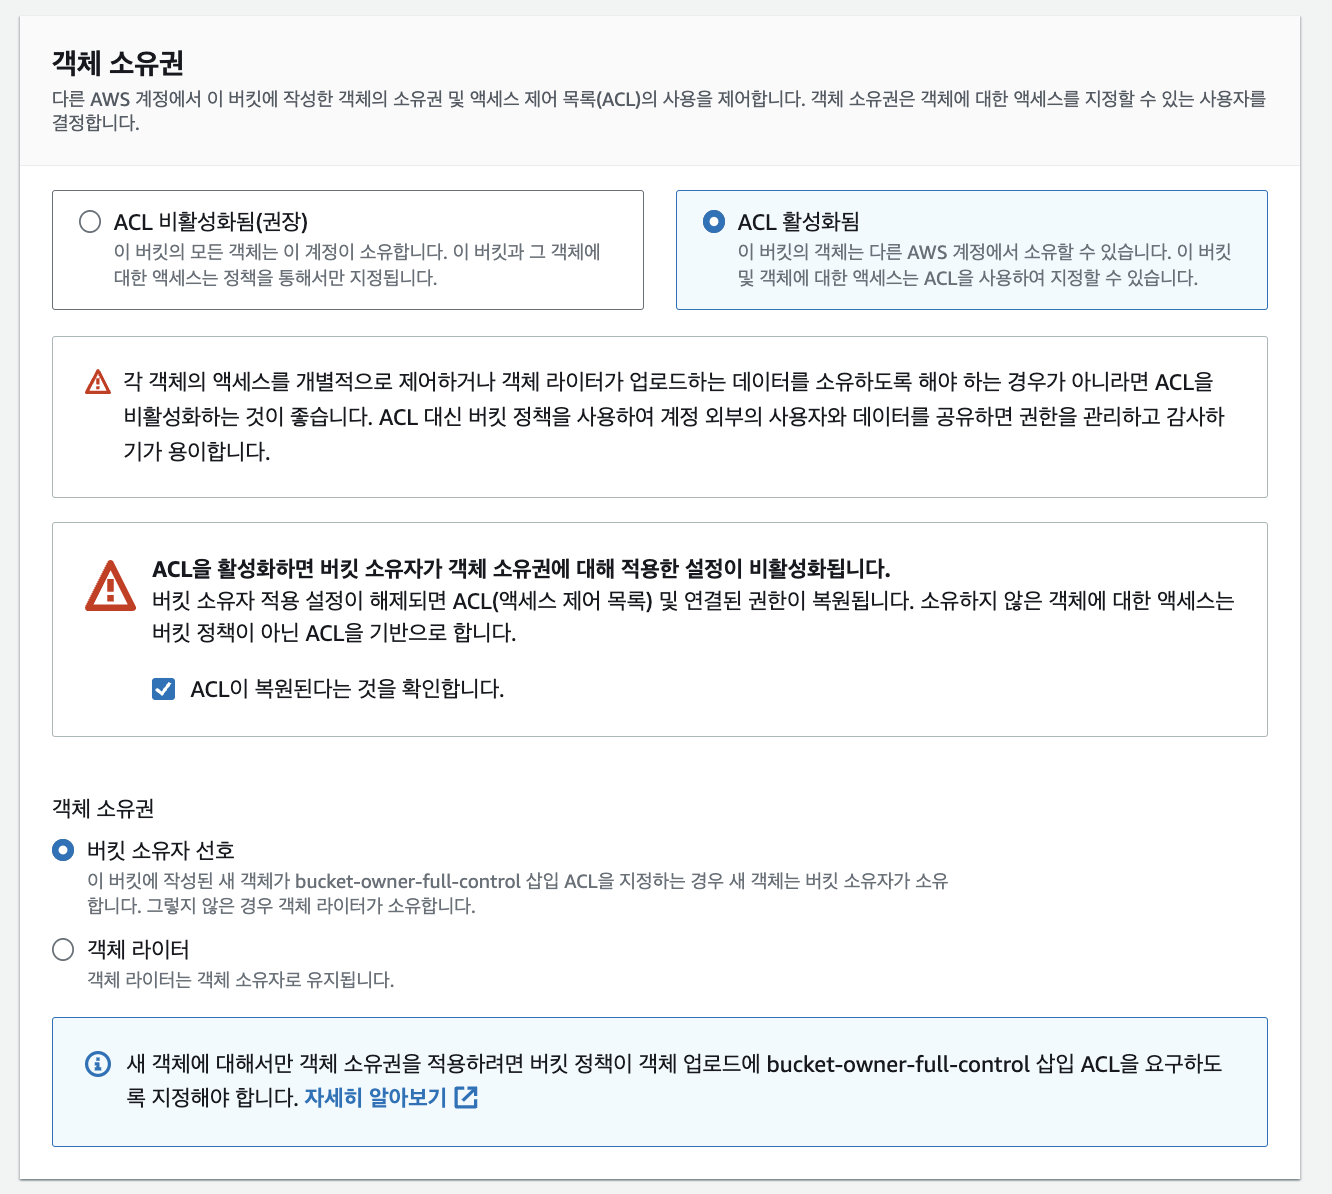 객체 소유권
다른 AWS 계정에서 이 버킷에 작성한 객체의 소유권 및 액세스 제어 목록(ACL)의 사용을 제어합니다. 객체 소유권은 객체에 대한 액세스를 지정할 수 있는 사용자를
결정합니다.
ACL 비활성화됨(권장)
이 버킷의 모든 객체는 이 계정이 소유합니다. 이 버킷과 그 객체에
대한 액세스는 정책을 통해서만 지정됩니다.
ACL 활성화됨
이 버킷의 객체는 다른 AWS 계정에서 소유할 수 있습니다. 이 버킷
및 객체에 대한 액세스는 ACL을 사용하여 지정할 수 있습니다.
각 객체의 액세스를 개별적으로 제어하거나 객체 라이터가 업로드하는 데이터를 소유하도록 해야 하는 경우가 아니라면 ACL을
비활성화하는 것이 좋습니다. ACL 대신 버킷 정책을 사용하여 계정 외부의 사용자와 데이터를 공유하면 권한을 관리하고 감사하
기가 용이합니다.
ACL을 활성화하면 버킷 소유자가 객체 소유권에 대해 적용한 설정이 비활성화됩니다.
버킷 소유자 적용 설정이 해제되면 ACL(액세스 제어 목록) 및 연결된 권한이 복원됩니다. 소유하지 않은 객체에 대한 액세스는
버킷 정책이 아닌 ACL을 기반으로 합니다.
ACL이 복원된다는 것을 확인합니다.
객체 소유권
버킷 소유자 선호
이 버킷에 작성된 새 객체가 bucket-owner-full-control 삽입 ACL을 지정하는 경우 새 객체는 버킷 소유자가 소유
합니다. 그렇지 않은 경우 객체 라이터가 소유합니다.
객체 라이터
객체 라이터는 객체 소유자로 유지됩니다.
새 객체에 대해서만 객체 소유권을 적용하려면 버킷 정책이 객체 업로드에 bucket-owner-full-control 삽입 ACL을 요구하도
록 지정해야 합니다. 자세히 알아보기